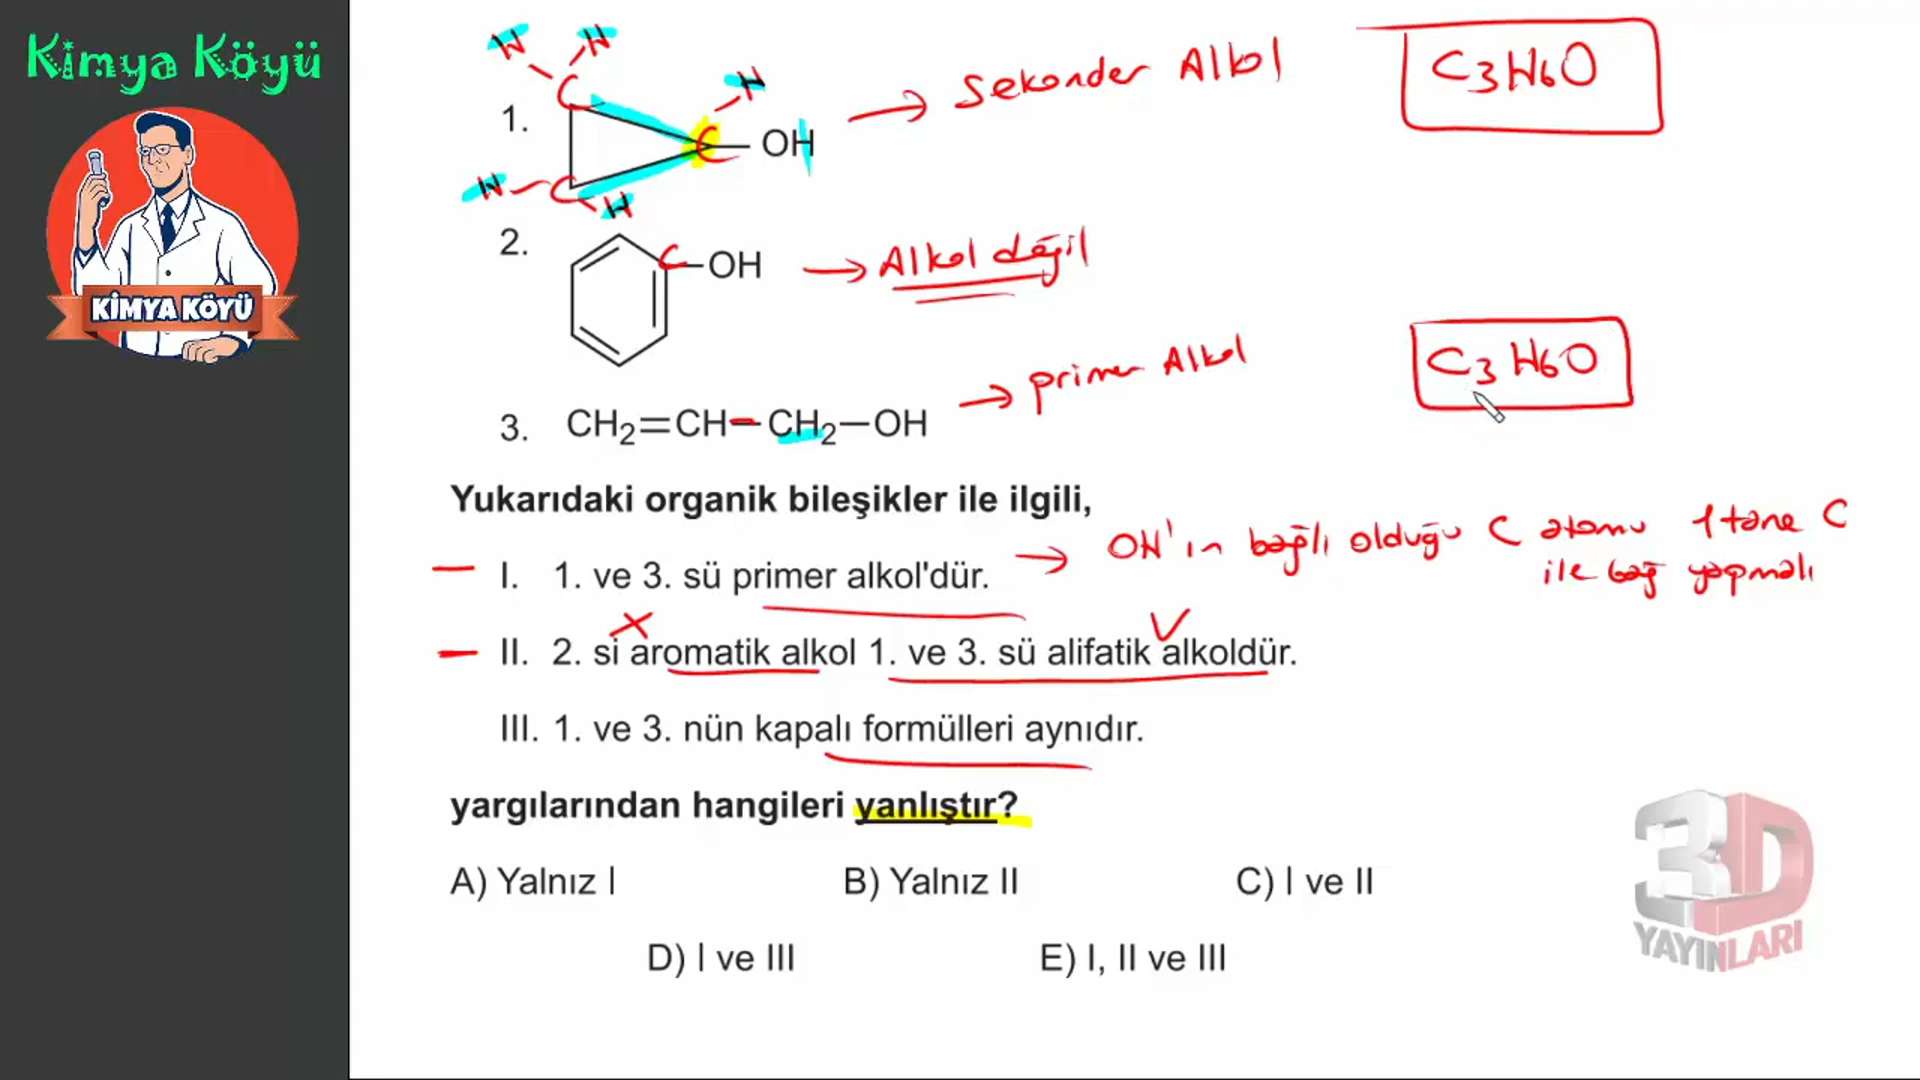 Kimya Köyü
KİMYA KÖYÜ
H H
C
H
1. C OH → Sekonder Alkol C3H6O
H C
H
2. C OH → Alkol değil
3. CH2=CH–CH2–OH → primer Alkol C3H6O
Yukarıdaki organik bileşikler ile ilgili,
– I. 1. ve 3. sü primer alkol'dür. → OH'ın bağlı olduğu C atomu 1 tane C
ile bağ yapmalı
– II. 2. si aromatik alkol 1. ve 3. sü alifatik alkoldür.
III. 1. ve 3. nün kapalı formülleri aynıdır.
yargılarından hangileri yanlıştır?
A) Yalnız I B) Yalnız II C) I ve II
D) I ve III E) I, II ve III
3D
YAYINLARI